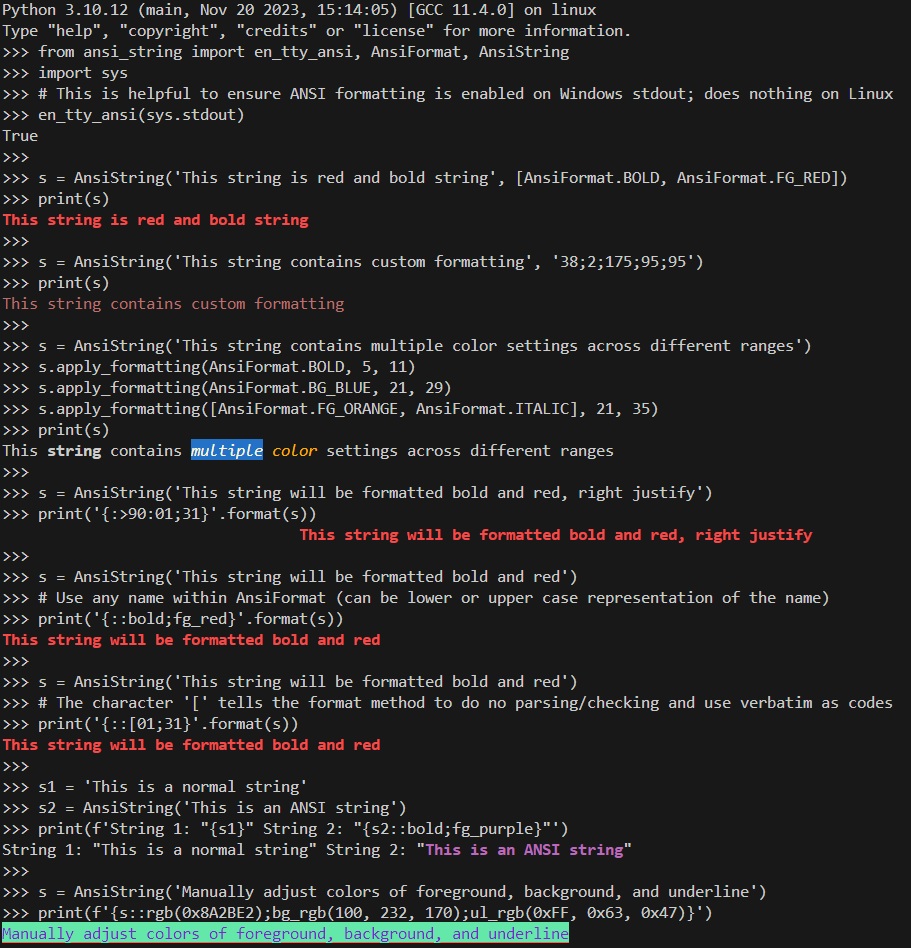 Python 3.10.12 (main, Nov 20 2023, 15:14:05) [GCC 11.4.0] on linux
Type "help", "copyright", "credits" or "license" for more information.
>>> from ansi_string import en_tty_ansi, AnsiFormat, AnsiString
>>> import sys
>>> # This is helpful to ensure ANSI formatting is enabled on Windows stdout; does nothing on Linux
>>> en_tty_ansi(sys.stdout)
True
>>>
>>> s = AnsiString('This string is red and bold string', [AnsiFormat.BOLD, AnsiFormat.FG_RED])
>>> print(s)
This string is red and bold string
>>>
>>> s = AnsiString('This string contains custom formatting', '38;2;175;95;95')
>>> print(s)
This string contains custom formatting
>>>
>>> s = AnsiString('This string contains multiple color settings across different ranges')
>>> s.apply_formatting(AnsiFormat.BOLD, 5, 11)
>>> s.apply_formatting(AnsiFormat.BG_BLUE, 21, 29)
>>> s.apply_formatting([AnsiFormat.FG_ORANGE, AnsiFormat.ITALIC], 21, 35)
>>> print(s)
This string contains multiple color settings across different ranges
>>>
>>> s = AnsiString('This string will be formatted bold and red, right justify')
>>> print('{:>90:01;31}'.format(s))
This string will be formatted bold and red, right justify
>>>
>>> s = AnsiString('This string will be formatted bold and red')
>>> # Use any name within AnsiFormat (can be lower or upper case representation of the name)
>>> print('{::bold;fg_red}'.format(s))
This string will be formatted bold and red
>>>
>>> s = AnsiString('This string will be formatted bold and red')
>>> # The character '[' tells the format method to do no parsing/checking and use verbatim as codes
>>> print('{::[01;31}'.format(s))
This string will be formatted bold and red
>>>
>>> s1 = 'This is a normal string'
>>> s2 = AnsiString('This is an ANSI string')
>>> print(f'String 1: "{s1}" String 2: "{s2::bold;fg_purple}"')
String 1: "This is a normal string" String 2: "This is an ANSI string"
>>>
>>> s = AnsiString('Manually adjust colors of foreground, background, and underline')
>>> print(f'{s::rgb(0x8A2BE2);bg_rgb(100, 232, 170);ul_rgb(0xFF, 0x63, 0x47)}')
Manually adjust colors of foreground, background, and underline